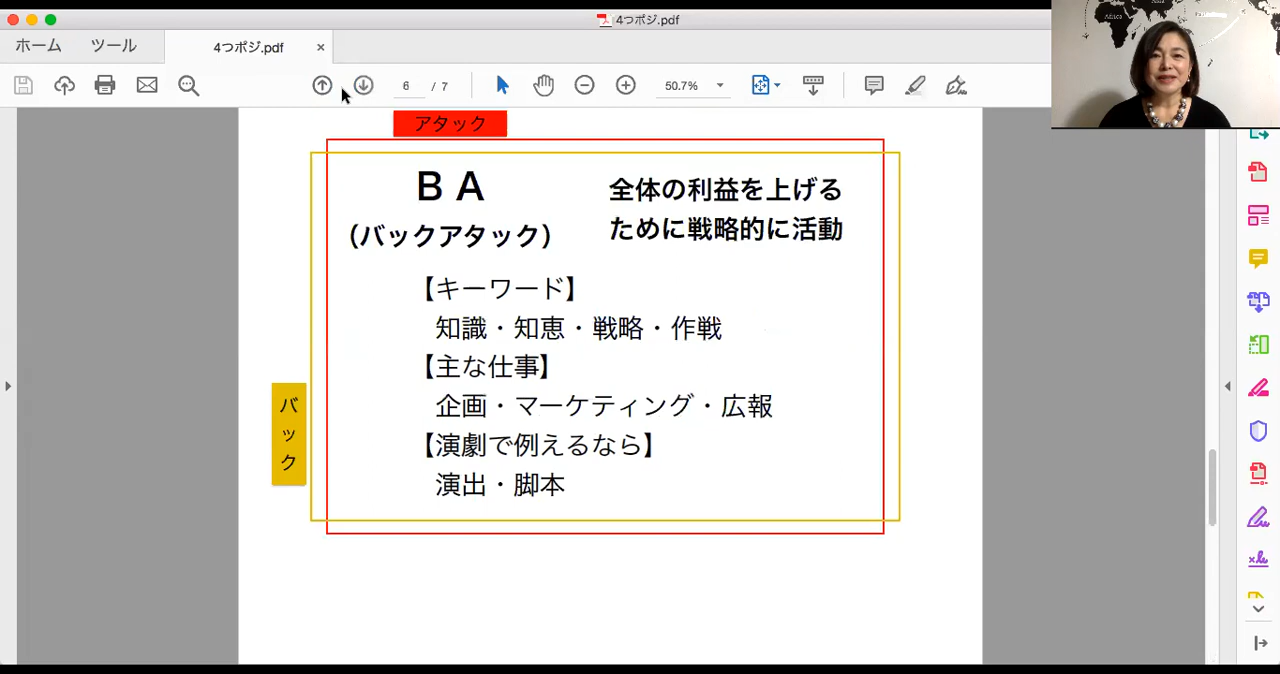 4つポジ.pdf
ホーム
ツール
4つポジ.pdf
6 / 7
50.7%
Africa
アタック
ＢＡ
（バックアタック）
全体の利益を上げる
ために戦略的に活動
【キーワード】
知識・知恵・戦略・作戦
【主な仕事】
企画・マーケティング・広報
【演劇で例えるなら】
演出・脚本
バック